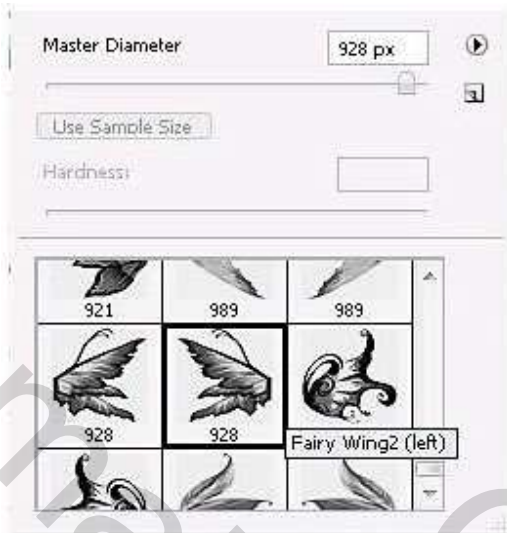 Master Diameter
928 px
Use Sample Size
Hardness:
921
989
989
928
928
Fairy Wing2 (left)